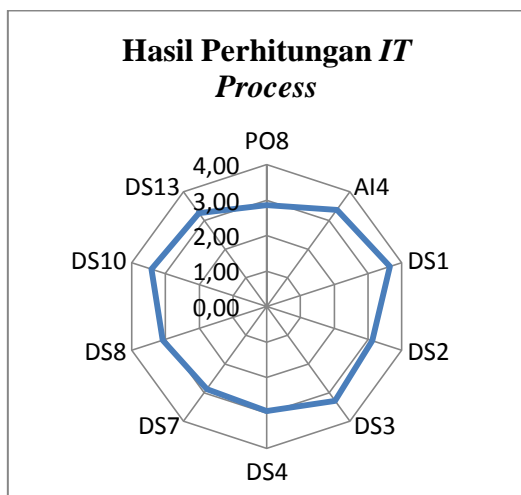 Hasil Perhitungan IT
Process
PO8
4,00
DS13
AI4
3,00
2,00
DS10
DS1
1,00
0,00
DS8
DS2
DS7
DS3
DS4